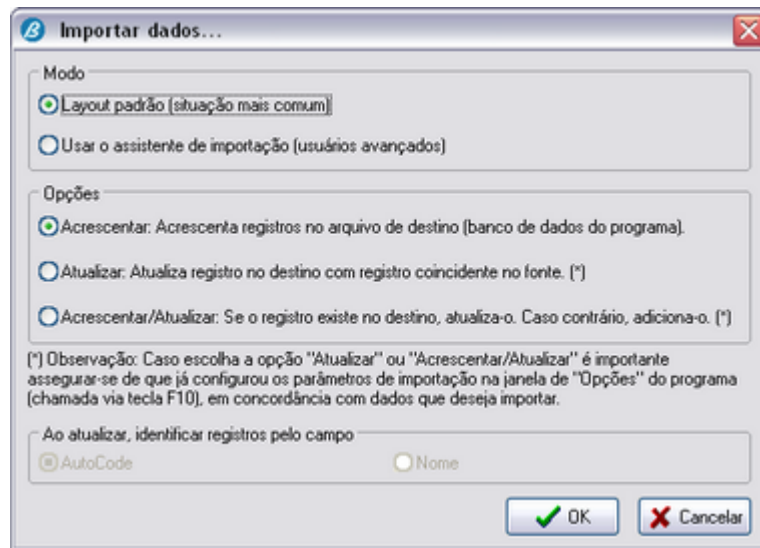 Importar dados...
Modo
Layout padrão (situação mais comum)
Usar o assistente de importação (usuários avançados)
Opções
Acrescentar: Acrescenta registros no arquivo de destino (banco de dados do programa).
Atualizar: Atualiza registro no destino com registro coincidente no fonte. (*)
Acrescentar/Atualizar: Se o registro existe no destino, atualiza-o. Caso contrário, adiciona-o. (*)
(*) Observação: Caso escolha a opção "Atualizar" ou "Acrescentar/Atualizar" é importante
assegurar-se de que já configurou os parâmetros de importação na janela de "Opções" do programa
(chamada via tecla F10), em concordância com dados que deseja importar.
Ao atualizar, identificar registros pelo campo
AutoCode Nome
OK Cancelar